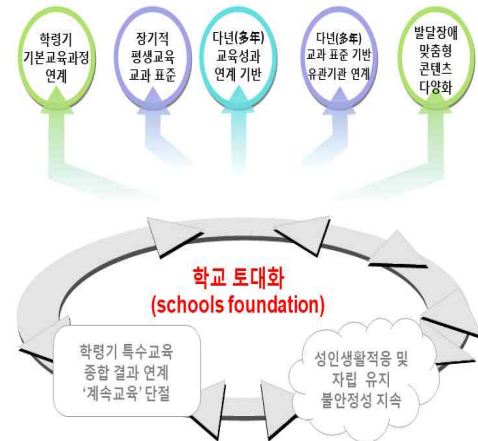 학령기
기본교육과정
연계
장기적
평생교육
교과 표준
다년(多年)
교육성과
연계 기반
다년(多年)
교과 표준 기반
유관기관 연계
발달장애
맞춤형
콘텐츠
다양화
학교 토대화
(schools foundation)
학령기 특수교육
종합 결과 연계
‘계속교육’ 단절
성인생활적응 및
자립 유지
불안정성 지속